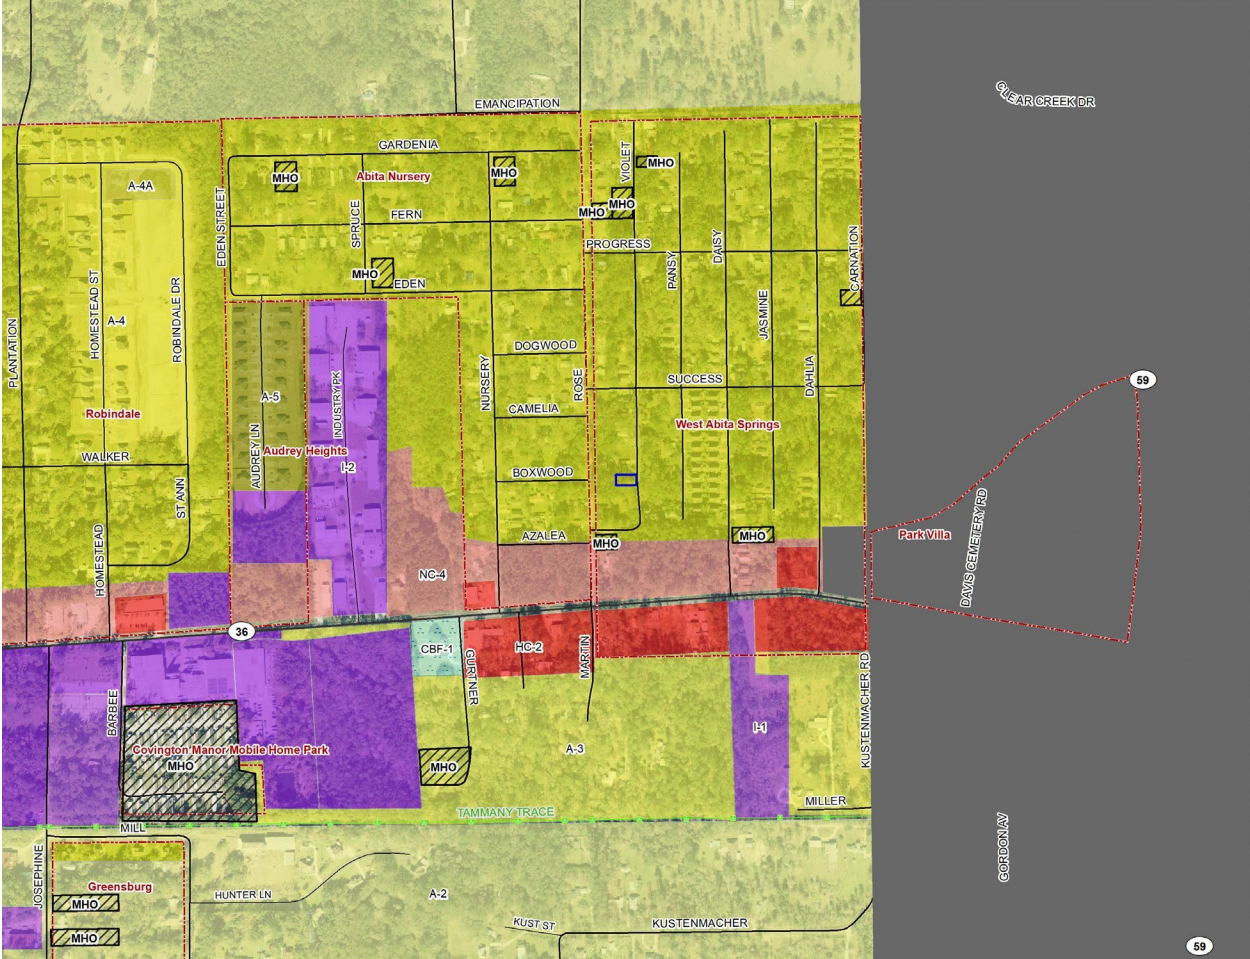 CLEAR CREEK DR
EMANCIPATION
GARDENIA
VIOLET
MHO
MHO
Abita Nursery
MHO
A-4A
EDEN STREET
SPRUCE
FERN
MHO
MHO
PROGRESS
DAISY
CARNATION
PANSY
MHO
EDEN
HOMESTEAD ST
A-4
ROBINDALE DR
JASMINE
PLANTATION
DOGWOOD
NURSERY
ROSE
SUCCESS
DAHLIA
59
INDUSTRY PK
A-5
CAMELIA
Robindale
West Abita Springs
AUDREY LN
Audrey Heights
WALKER
I-2
BOXWOOD
ST ANN
HOMESTEAD
AZALEA
MHO
MHO
Park Villa
DAVIS CEMETERY RD
NC-4
36
CBF-1
HC-2
MARTIN
GURTNER
KUSTENMACHER RD
BARBEE
Covington Manor Mobile Home Park
MHO
MHO
A-3
I-1
MILLER
TAMMANY TRACE
MILL
JOSEPHINE
GORDON AV
Greensburg
HUNTER LN
A-2
MHO
KUST ST
KUSTENMACHER
MHO
59